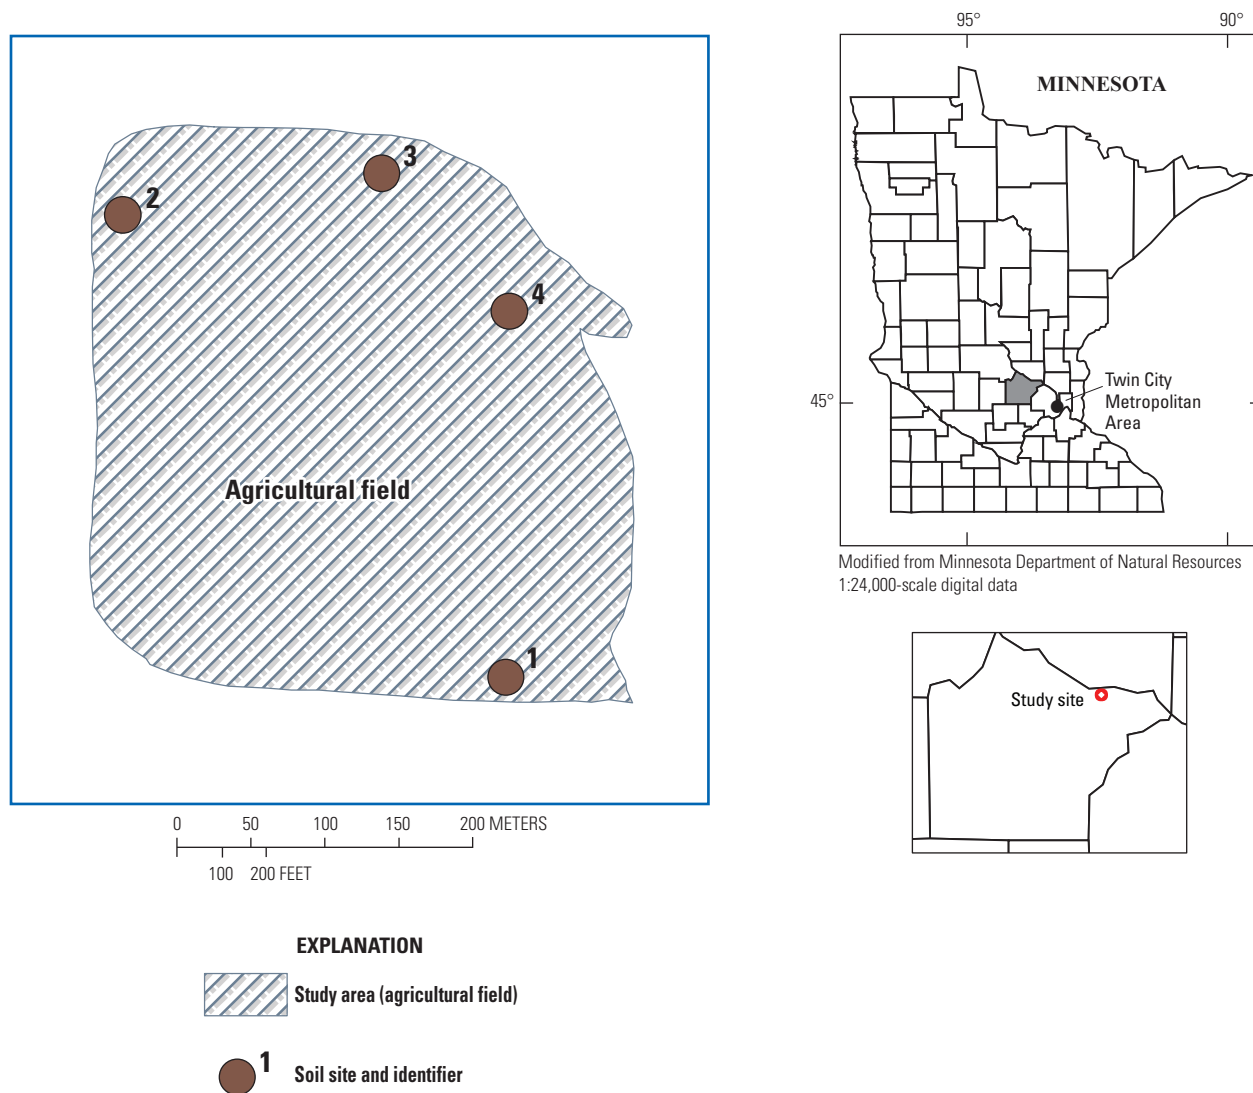 3
2
4
Agricultural field
1
0 50 100 150 200 METERS
100 200 FEET
EXPLANATION
Study area (agricultural field)
1
Soil site and identifier
95° 90°
MINNESOTA
45°
Twin City
Metropolitan
Area
Modified from Minnesota Department of Natural Resources
1:24,000-scale digital data
Study site